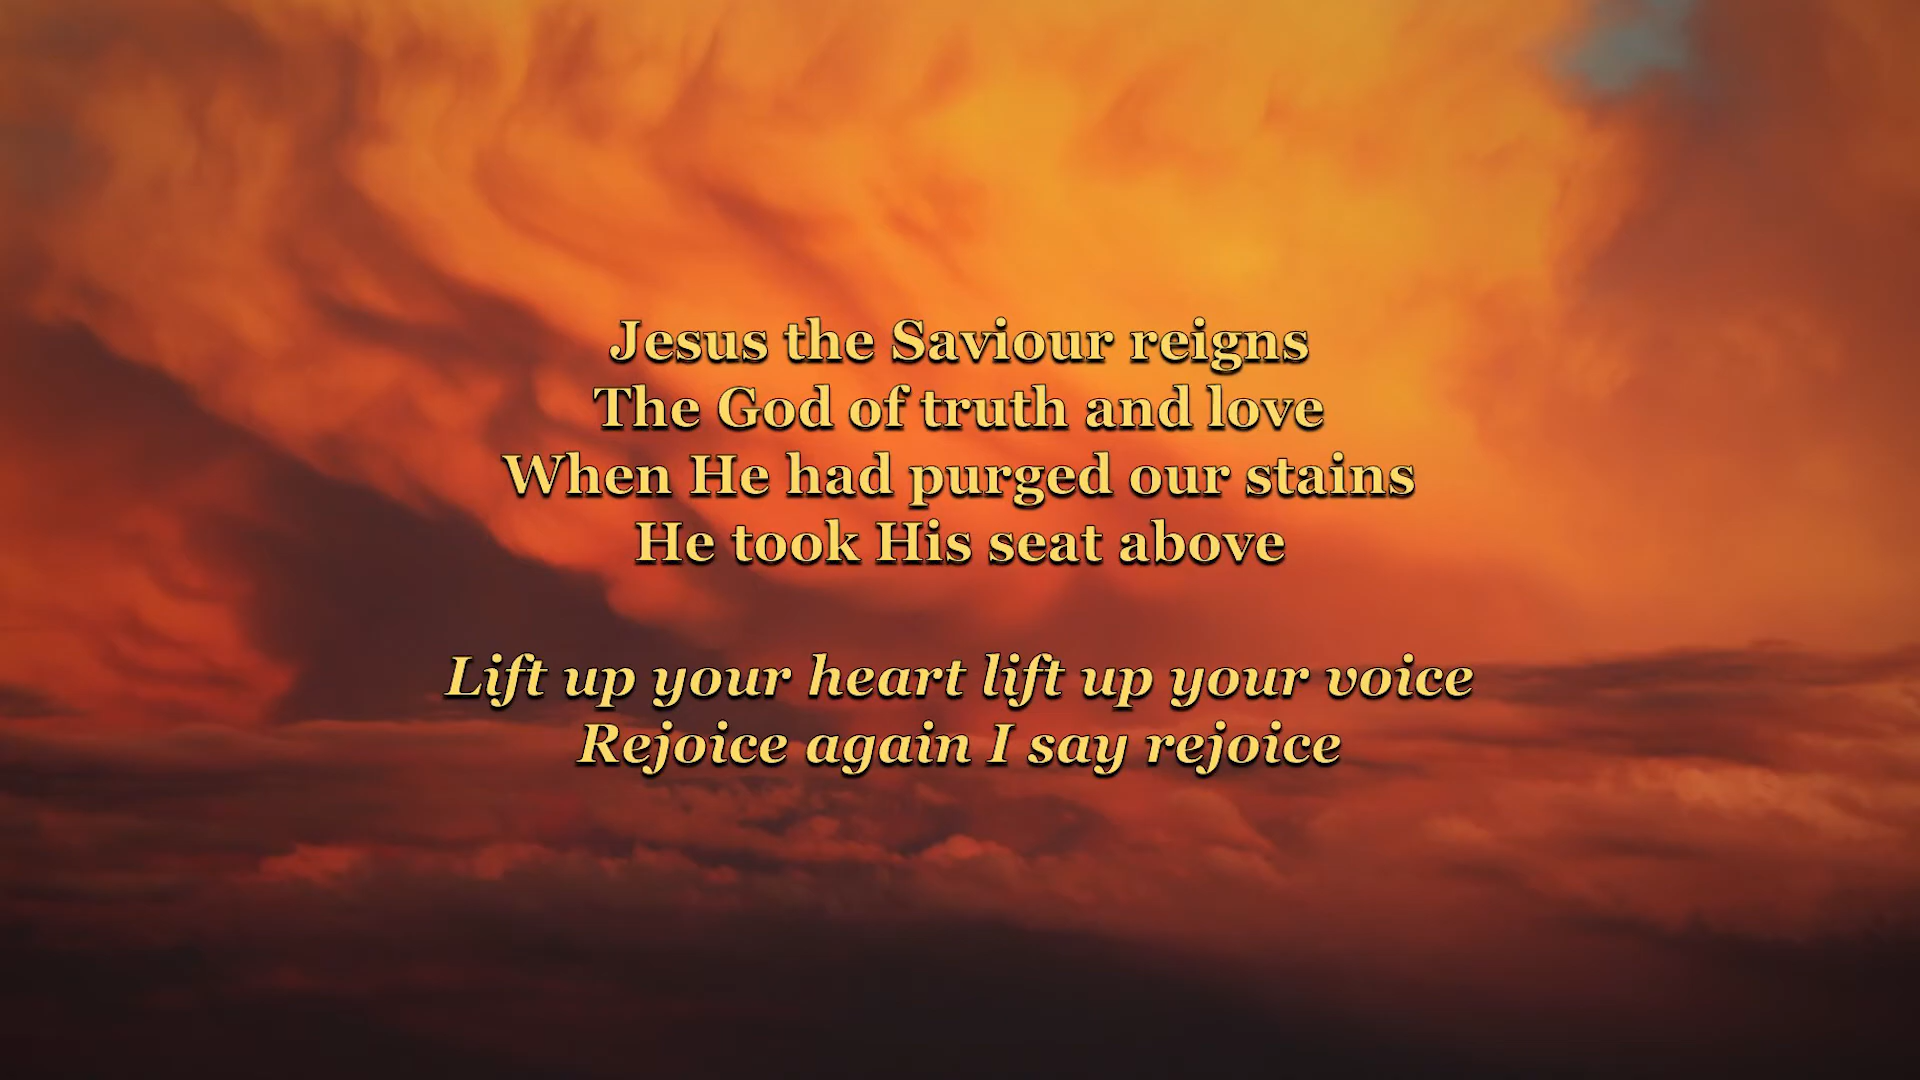 Jesus the Saviour reigns
The God of truth and love
When He had purged our stains
He took His seat above
Lift up your heart lift up your voice
Rejoice again I say rejoice